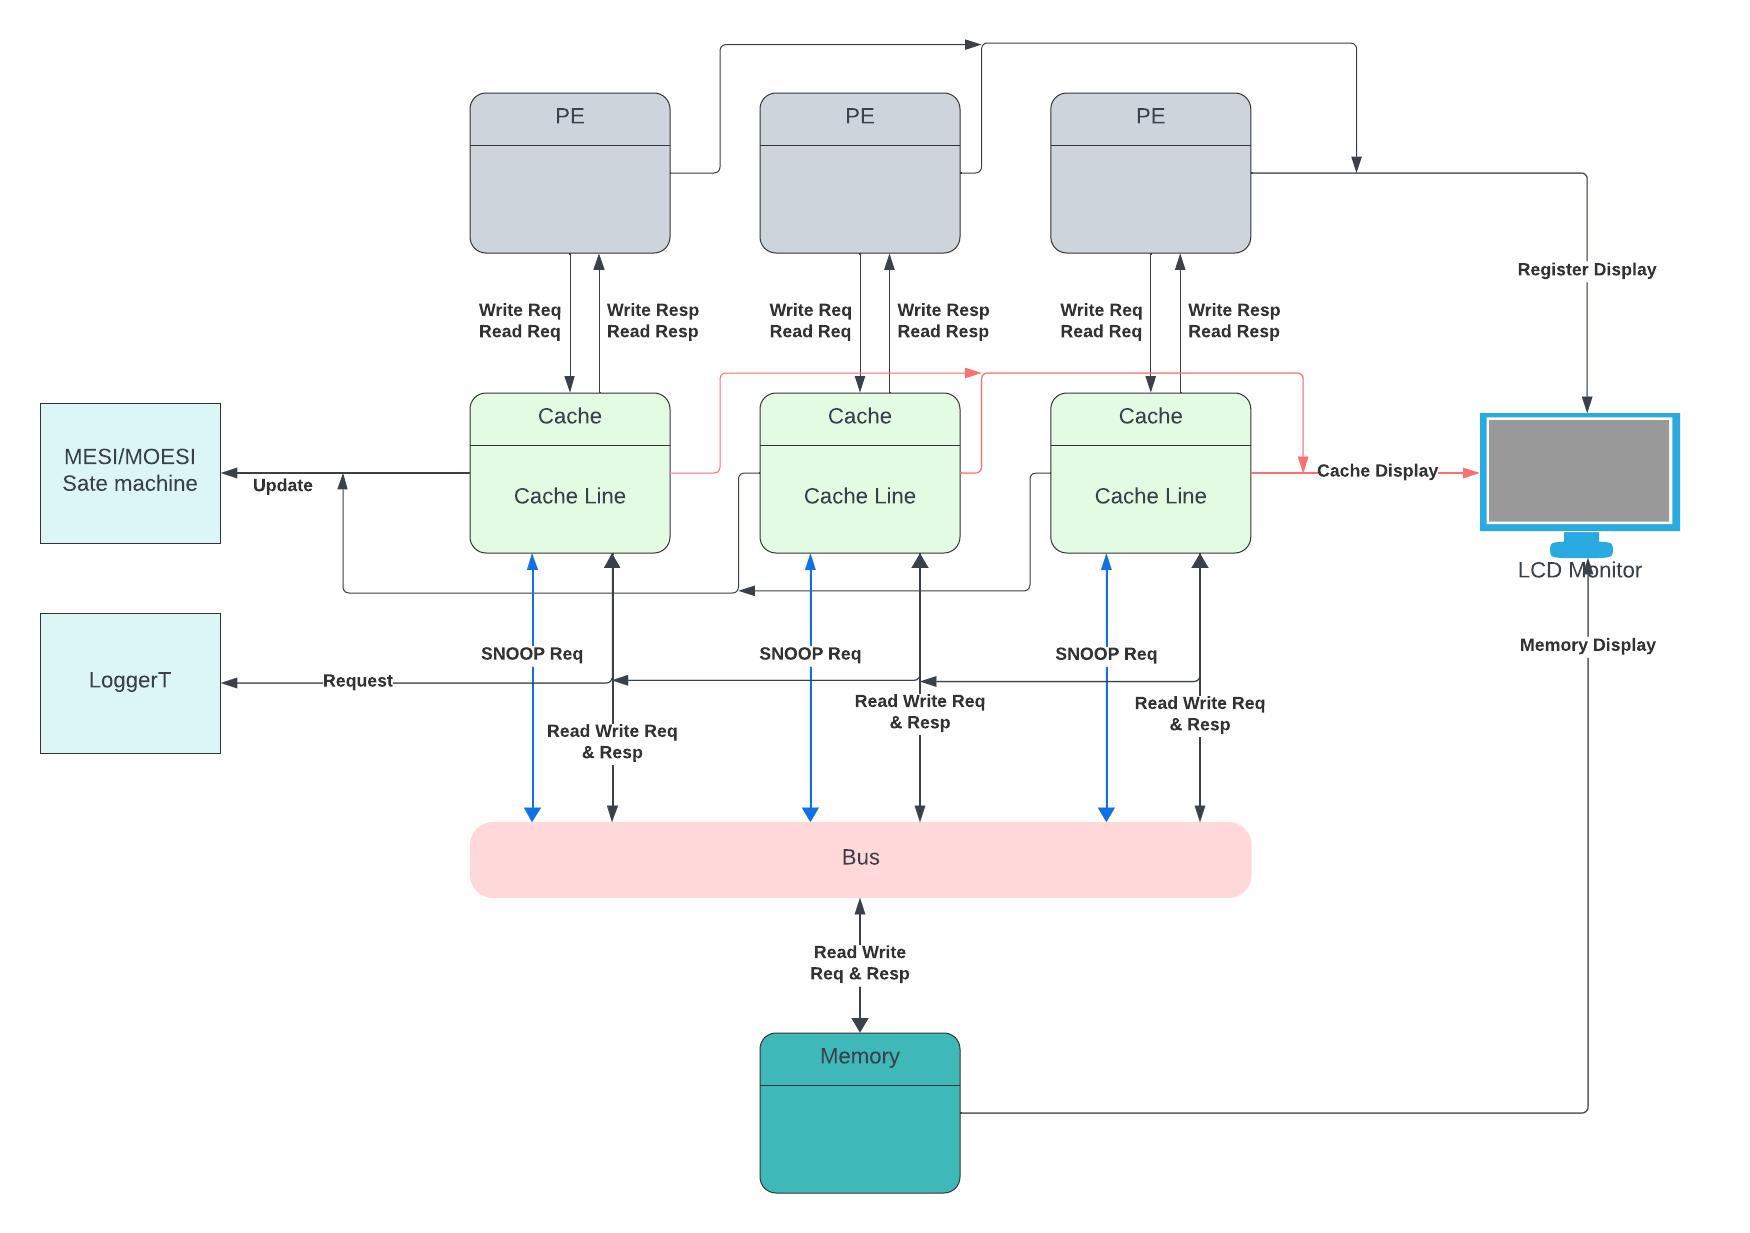 PE
PE
PE
Register Display
Write Req
Read Req
Write Resp
Read Resp
Write Req
Read Req
Write Resp
Read Resp
Write Req
Read Req
Write Resp
Read Resp
MESI/MOESI
Sate machine
Update
Cache
Cache Line
Cache
Cache Line
Cache
Cache Line
Cache Display
LCD Monitor
Memory Display
LoggerT
Request
SNOOP Req
SNOOP Req
SNOOP Req
Read Write Req
& Resp
Read Write Req
& Resp
Read Write Req
& Resp
Bus
Read Write
Req & Resp
Memory